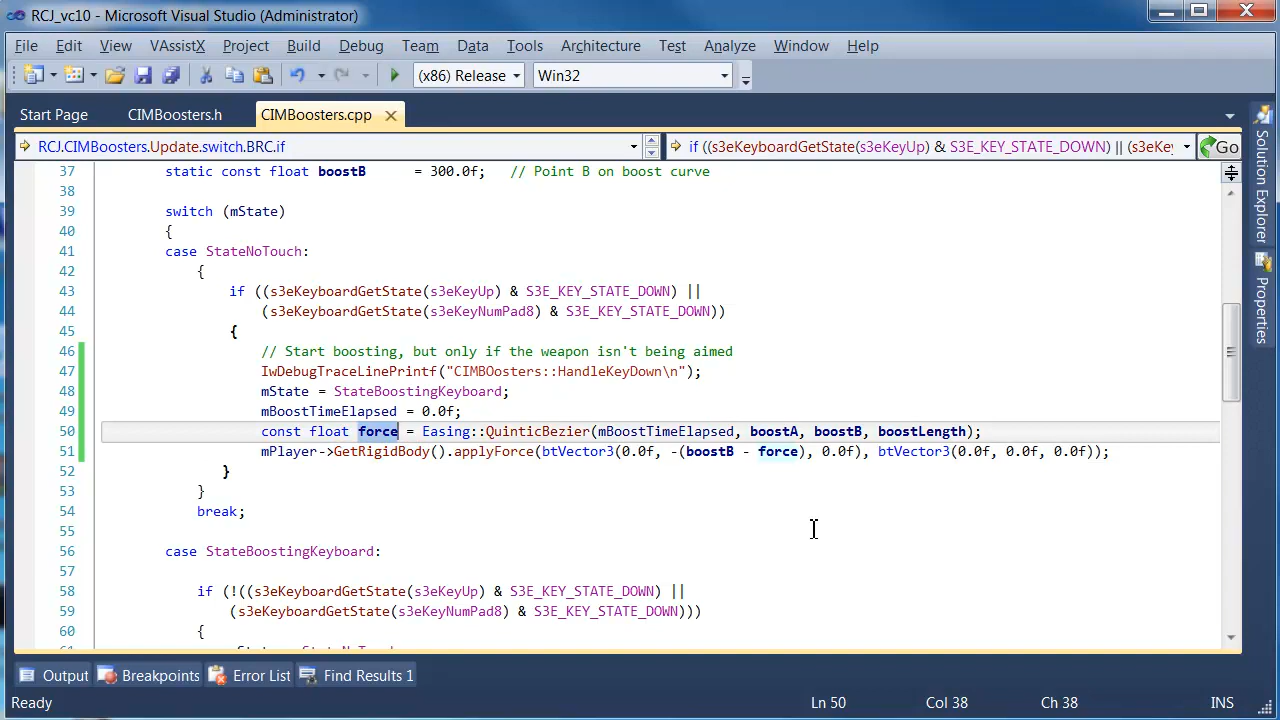 RCJ_vc10 - Microsoft Visual Studio (Administrator)
File Edit View VAssistX Project Build Debug Team Data Tools Architecture Test Analyze Window Help
(x86) Release Win32
Start Page CIMBoosters.h CIMBoosters.cpp
RCJ.CIMBoosters.Update.switch.BRC.if if ((s3eKeyboardGetState(s3eKeyUp) & S3E_KEY_STATE_DOWN) || (s3eKey Go
37 static const float boostB = 300.0f; // Point B on boost curve
38
39 switch (mState)
40 {
41 case StateNoTouch:
42 {
43 if ((s3eKeyboardGetState(s3eKeyUp) & S3E_KEY_STATE_DOWN) ||
44 (s3eKeyboardGetState(s3eKeyNumPad8) & S3E_KEY_STATE_DOWN))
45 {
46 // Start boosting, but only if the weapon isn't being aimed
47 IwDebugTraceLinePrintf("CIMBOosters::HandleKeyDown\n");
48 mState = StateBoostingKeyboard;
49 mBoostTimeElapsed = 0.0f;
50 const float force = Easing::QuinticBezier(mBoostTimeElapsed, boostA, boostB, boostLength);
51 mPlayer->GetRigidBody().applyForce(btVector3(0.0f, -(boostB - force), 0.0f), btVector3(0.0f, 0.0f, 0.0f));
52 }
53 }
54 break;
55
56 case StateBoostingKeyboard:
57
58 if (!((s3eKeyboardGetState(s3eKeyUp) & S3E_KEY_STATE_DOWN) ||
59 (s3eKeyboardGetState(s3eKeyNumPad8) & S3E_KEY_STATE_DOWN)))
60 {
Solution Explorer
Properties
Output Breakpoints Error List Find Results 1
Ready Ln 50 Col 38 Ch 38 INS